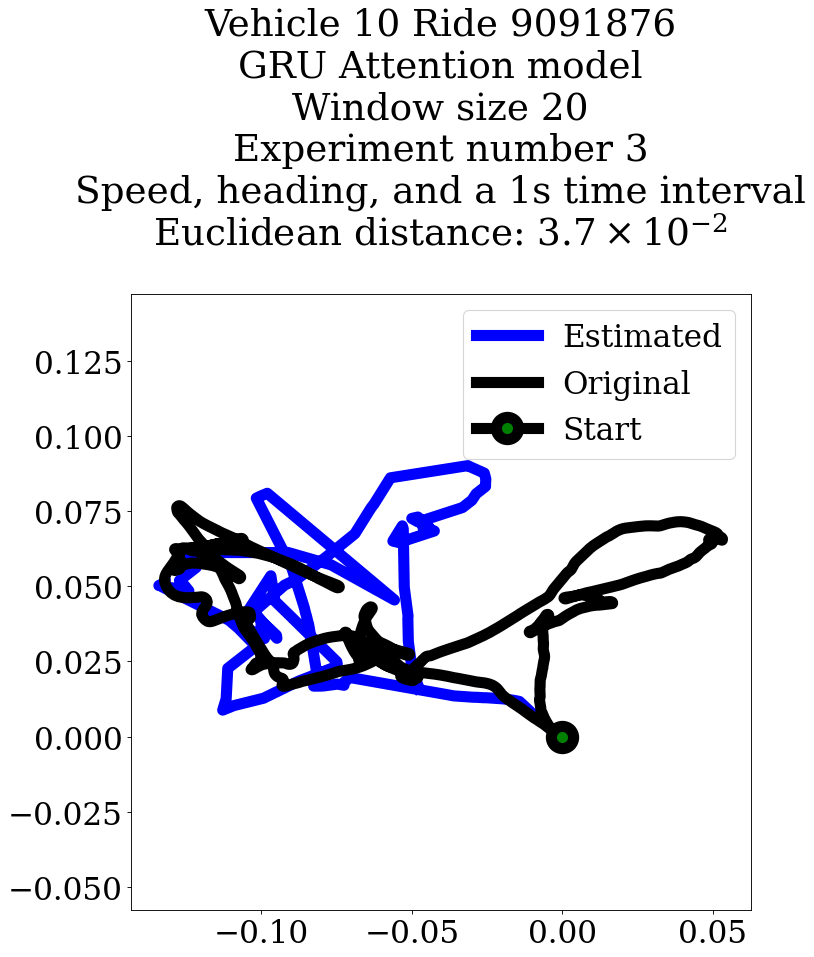 Vehicle 10 Ride 9091876
GRU Attention model
Window size 20
Experiment number 3
Speed, heading, and a 1s time interval
Euclidean distance: 3.7 × 10⁻²
Estimated
Original
Start
0.125
0.100
0.075
0.050
0.025
0.000
−0.025
−0.050
−0.10
−0.05
0.00
0.05